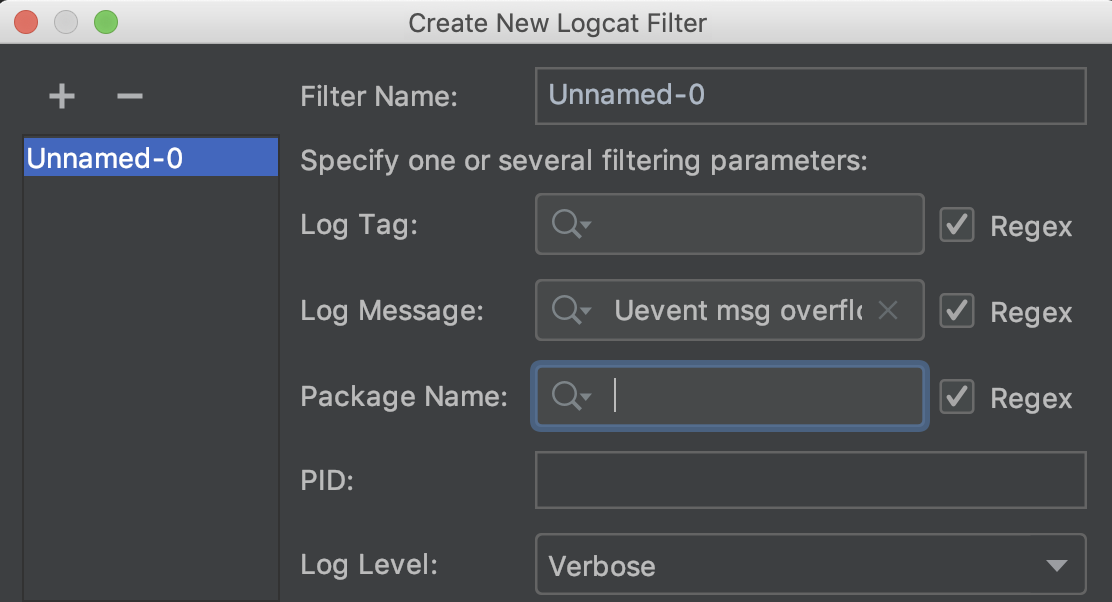 Create New Logcat Filter
Filter Name: Unnamed-0
Unnamed-0
Specify one or several filtering parameters:
Log Tag: Regex
Log Message: Uevent msg Regex
Package Name: Regex
PID:
Log Level: Verbose